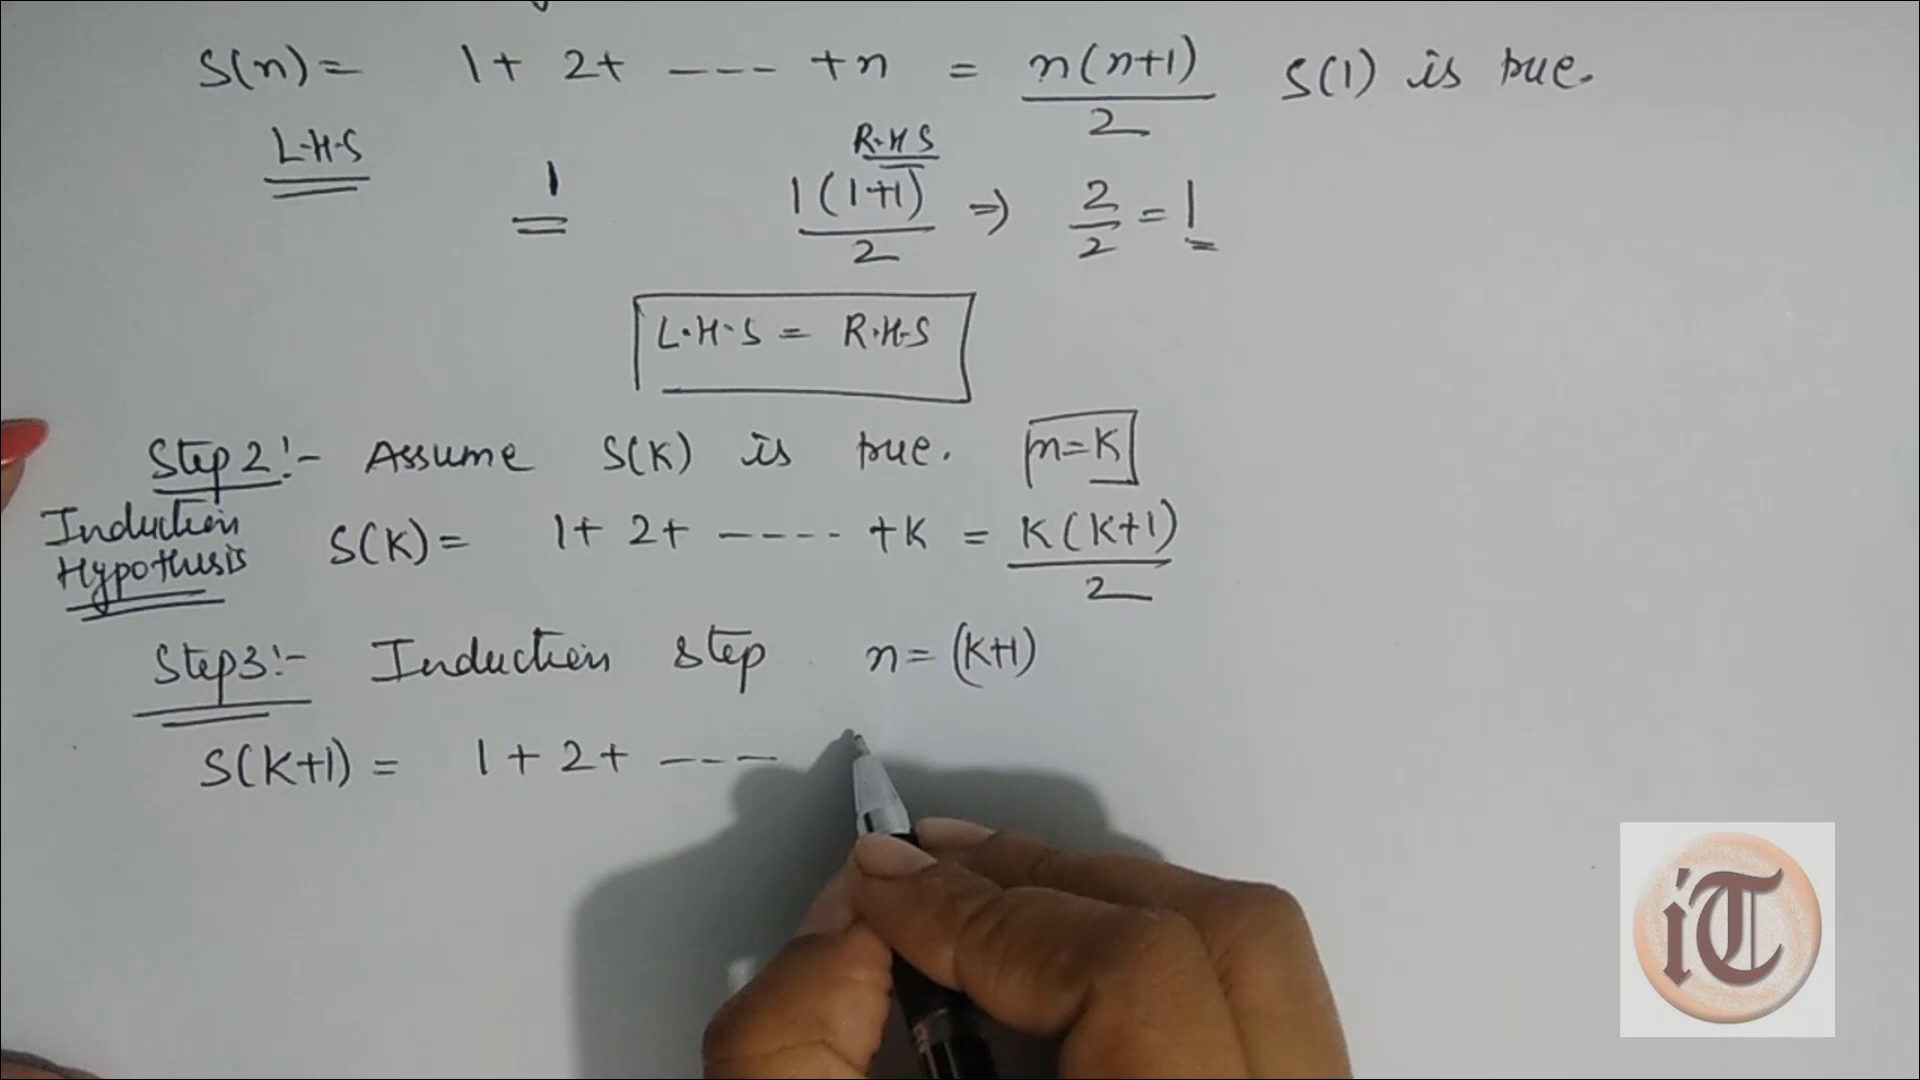 S(n) = 1 + 2 + ---- + n = n(n+1)/2 S(1) is true.
L.H.S
R.H.S
1
1(1+1)/2 ⇒ 2/2 = 1
L.H.S = R.H.S
Step 2:- Assume S(K) is true. n=K
Induction
Hypothesis
S(K) = 1 + 2 + ---- + K = K(K+1)/2
Step3:- Induction step n = (K+1)
S(K+1) = 1 + 2 + ----
iT